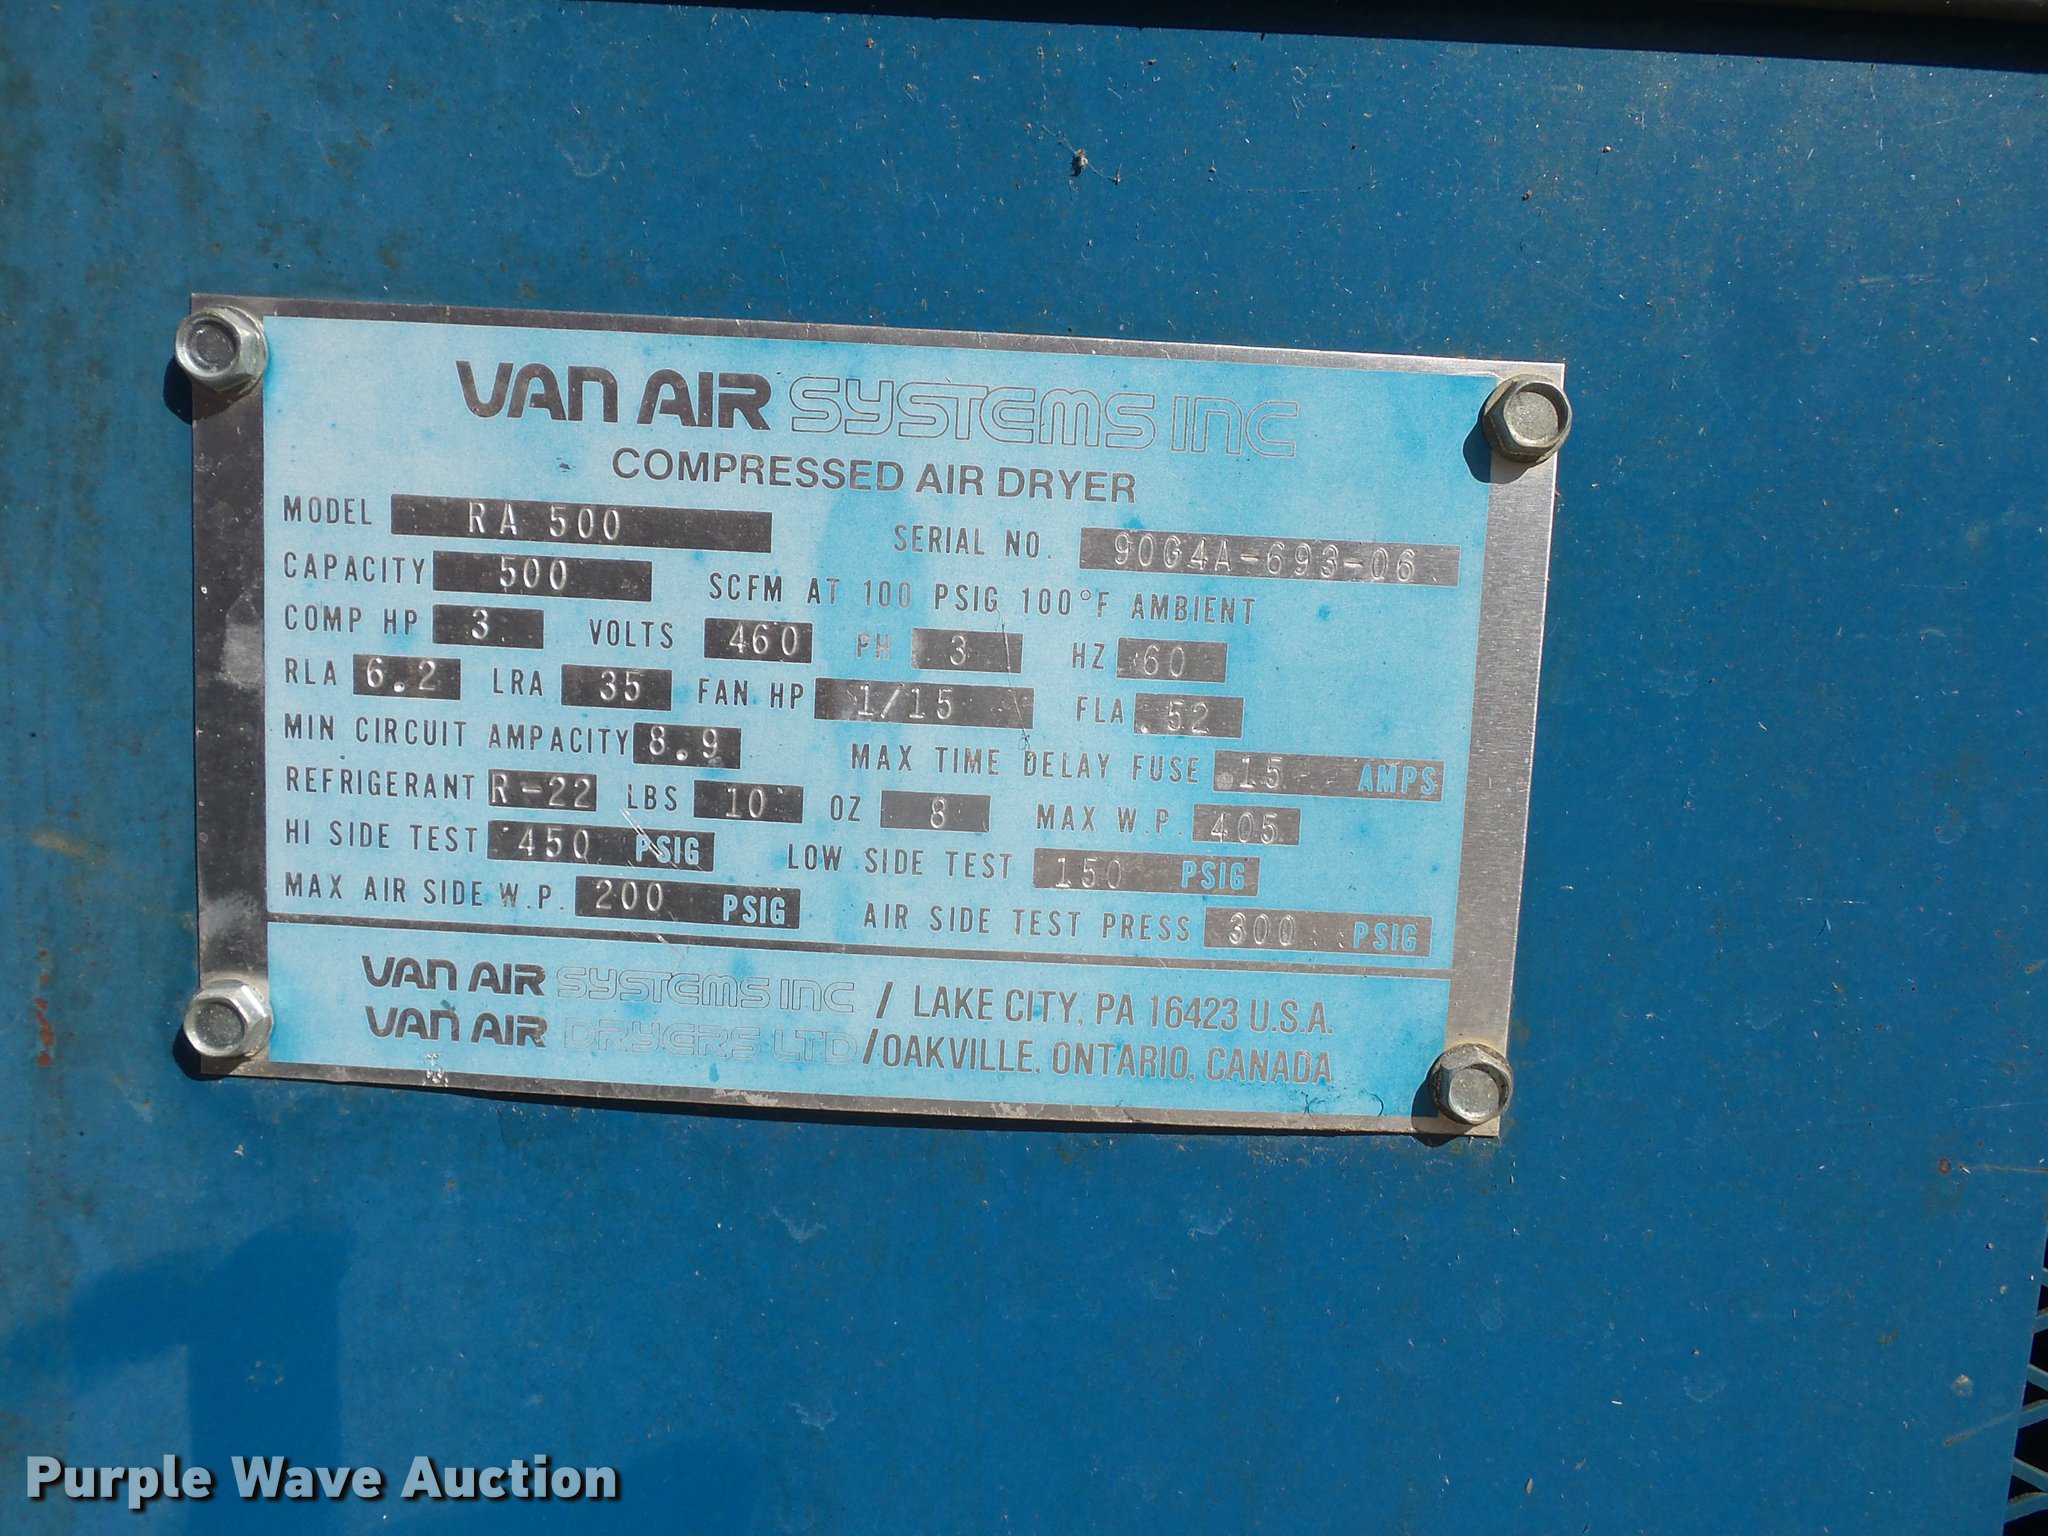 VAN AIR SYSTEMS INC
COMPRESSED AIR DRYER
MODEL RA 500 SERIAL NO. 90G4A-693-06
CAPACITY 500 SCFM AT 100 PSIG 100°F AMBIENT
COMP HP 3 VOLTS 460 PH 3 HZ 60
RLA 6.2 LRA 35 FAN HP 1/15 FLA .52
MIN CIRCUIT AMPACITY 8.9 MAX TIME DELAY FUSE 15 AMPS
REFRIGERANT R-22 LBS 10 OZ 8 MAX W.P. 405
HI SIDE TEST 450 PSIG LOW SIDE TEST 150 PSIG
MAX AIR SIDE W.P. 200 PSIG AIR SIDE TEST PRESS 300 PSIG
VAN AIR SYSTEMS INC / LAKE CITY, PA 16423 U.S.A.
VAN AIR DRYERS LTD / OAKVILLE, ONTARIO, CANADA
Purple Wave Auction